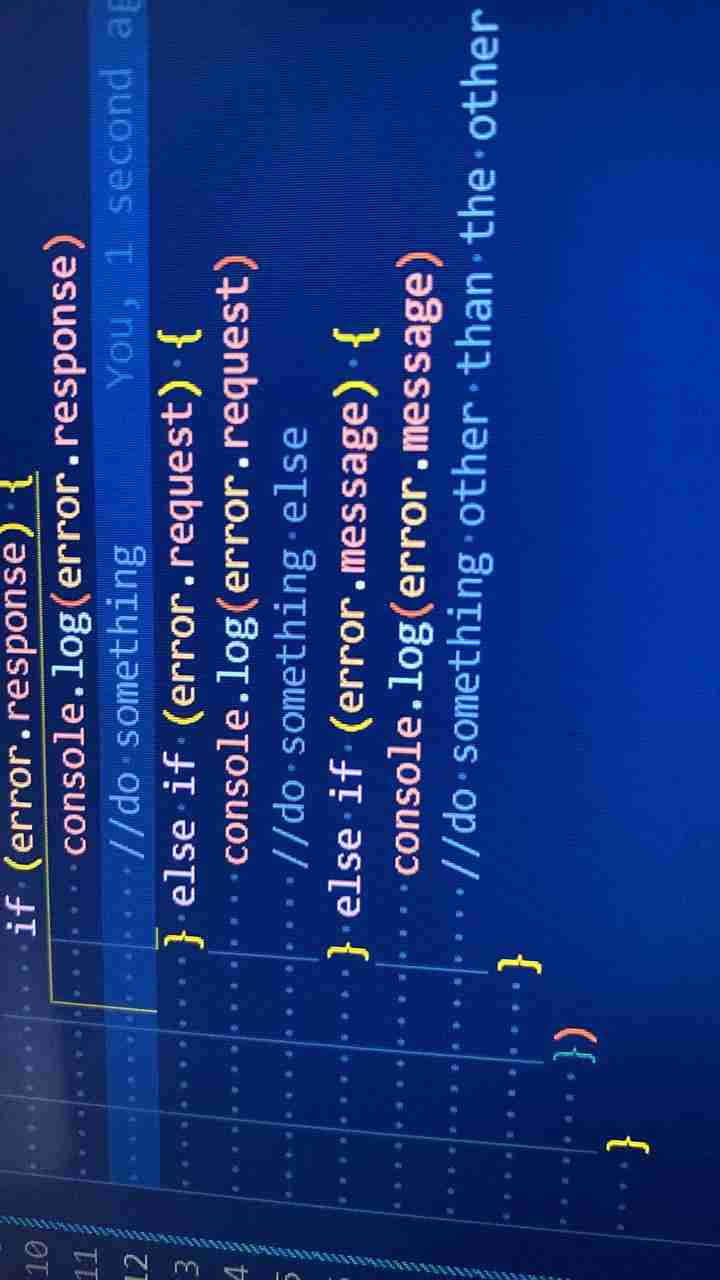 10 if (error.response) {
11 console.log(error.response)
12 //do something You, 1 second
3 } else if (error.request) {
4 console.log(error.request)
//do something else
} else if (error.message) {
console.log(error.message)
//do something other than the other
}
})
}